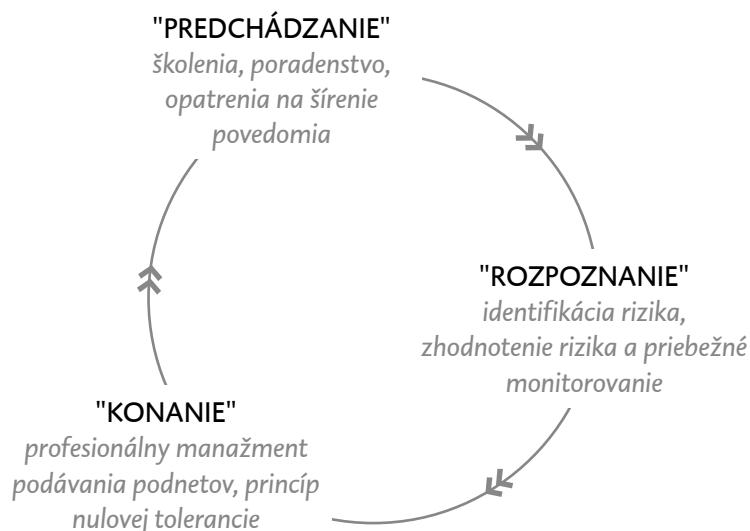 "PREDCHÁDZANIE"
školenia, poradenstvo,
opatrenia na šírenie
povedomia
"ROZPOZNANIE"
identifikácia rizika,
zhodnotenie rizika a priebežné
monitorovanie
"KONANIE"
profesionálny manažment
podávania podnetov, princíp
nulovej tolerancie